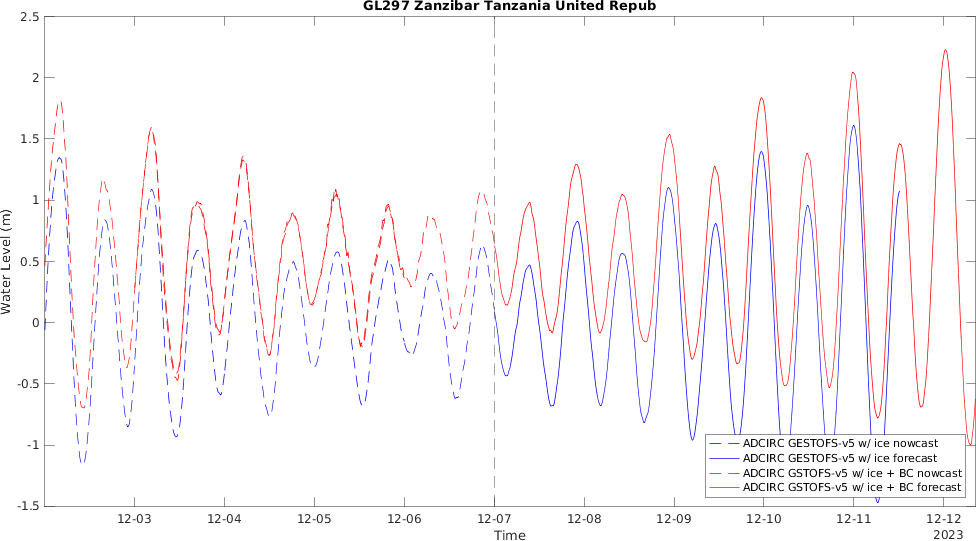 GL297 Zanzibar Tanzania United Repub
2.5
2
1.5
1
0.5
0
-0.5
-1
-1.5
Water Level (m)
ADCIRC GESTOFS-v5 w/ ice nowcast
ADCIRC GESTOFS-v5 w/ ice forecast
ADCIRC GSTOFS-v5 w/ ice + BC nowcast
ADCIRC GSTOFS-v5 w/ ice + BC forecast
12-03 12-04 12-05 12-06 12-07 12-08 12-09 12-10 12-11 12-12
Time
2023